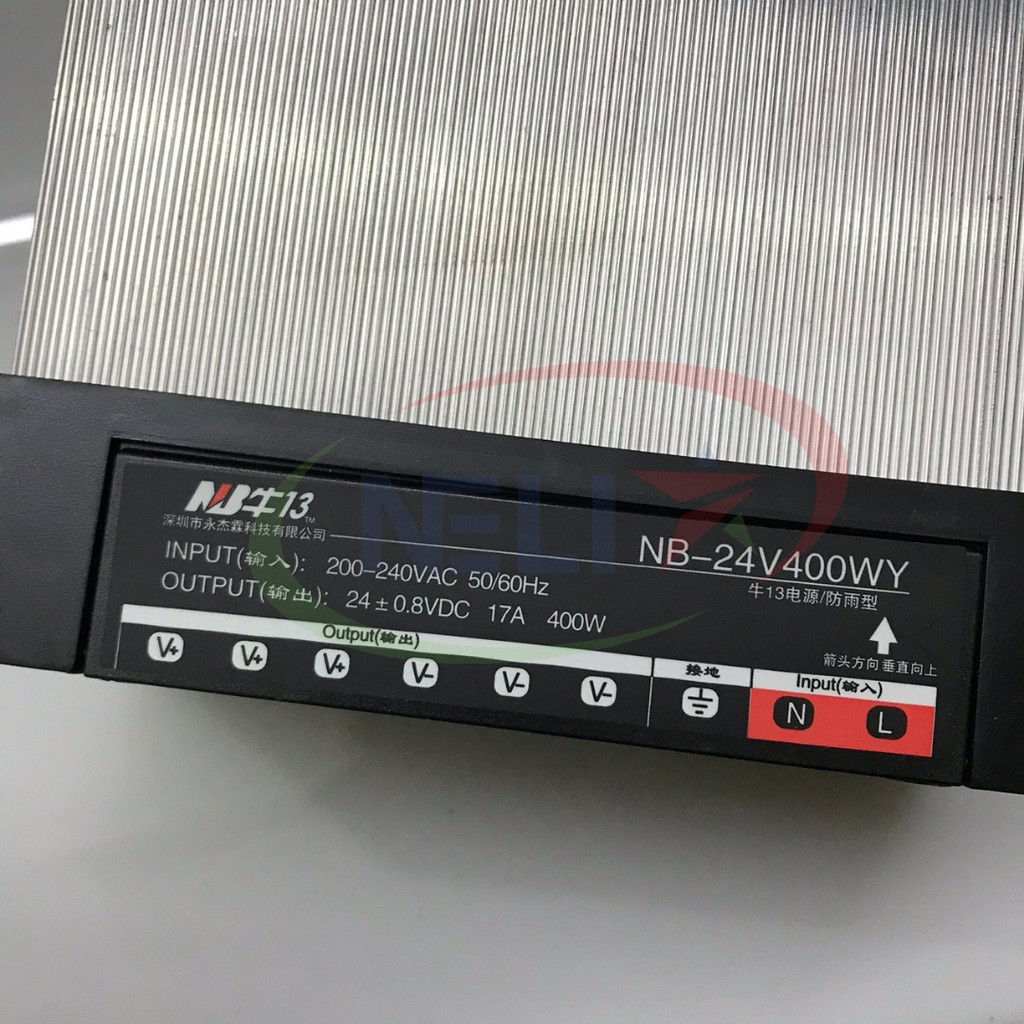 NB牛13™
深圳市永杰霖科技有限公司
NB-24V400WY
牛13电源/防雨型
INPUT(输入): 200-240VAC 50/60Hz
OUTPUT(输出): 24±0.8VDC 17A 400W
箭头方向垂直向上
Output(输出)
V+ V+ V+ V- V- V-
接地
Input(输入)
N L
NELI